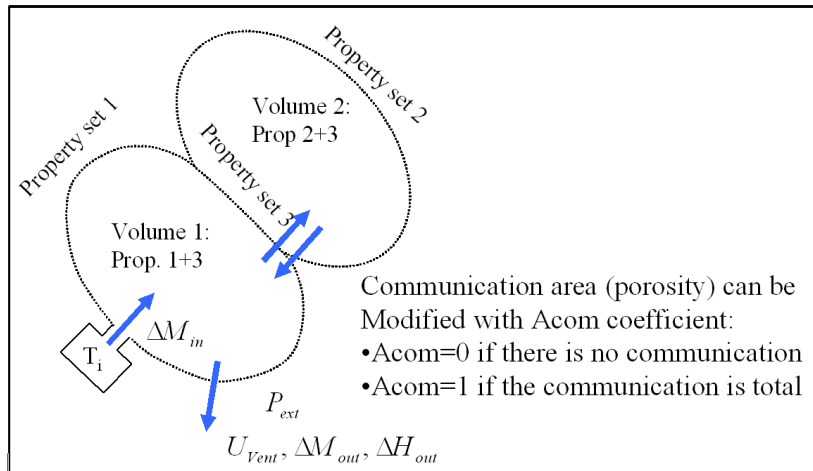 Property set 1
Property set 2
Volume 2:
Prop 2+3
Property set 3
Volume 1:
Prop. 1+3
T_i
ΔM_in
P_ext
U_Vent, ΔM_out, ΔH_out
Communication area (porosity) can be
Modified with Acom coefficient:
•Acom=0 if there is no communication
•Acom=1 if the communication is total